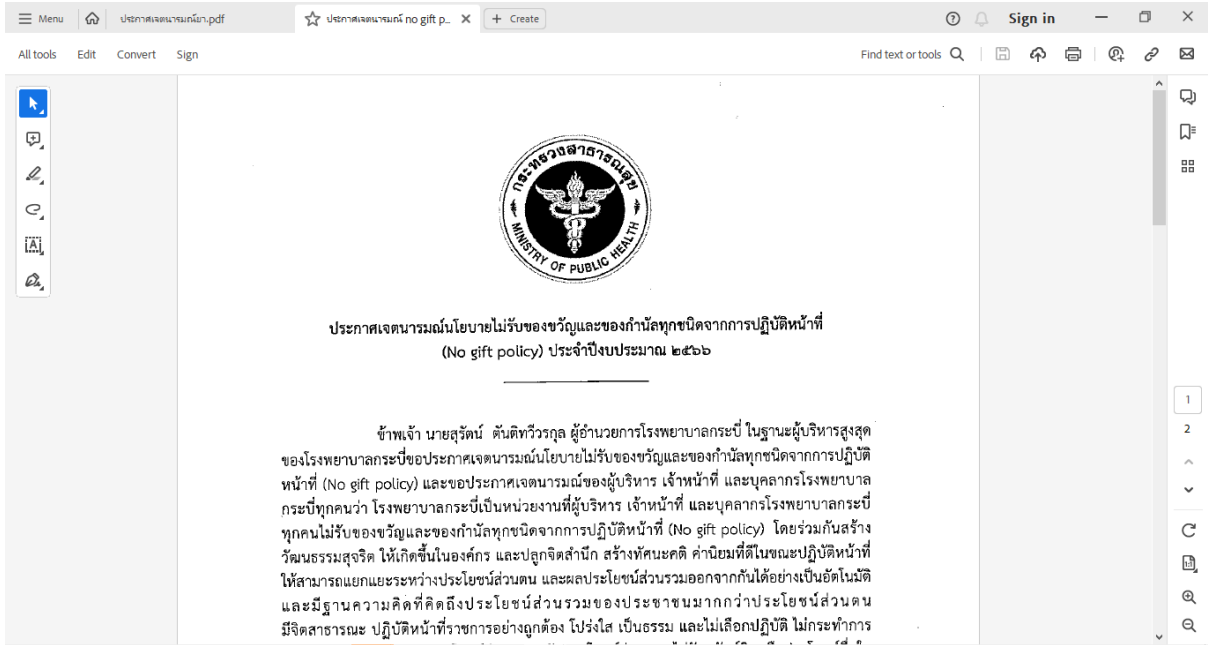 Menu
ประกาศเจตนารมณ์ยา.pdf
ประกาศเจตนารมณ์ no gift p...
Create
Sign in
All tools Edit Convert Sign
Find text or tools
กระทรวงสาธารณสุข
MINISTRY OF PUBLIC HEALTH
ประกาศเจตนารมณ์นโยบายไม่รับของขวัญและของกำนัลทุกชนิดจากการปฏิบัติหน้าที่
(No gift policy) ประจำปีงบประมาณ ๒๕๖๖
ข้าพเจ้า นายสุรัตน์ ตันติทวีวรกุล ผู้อำนวยการโรงพยาบาลกระบี่ ในฐานะผู้บริหารสูงสุด
ของโรงพยาบาลกระบี่ขอประกาศเจตนารมณ์นโยบายไม่รับของขวัญและของกำนัลทุกชนิดจากการปฏิบัติ
หน้าที่ (No gift policy) และขอประกาศเจตนารมณ์ของผู้บริหาร เจ้าหน้าที่ และบุคลากรโรงพยาบาล
กระบี่ทุกคนว่า โรงพยาบาลกระบี่เป็นหน่วยงานที่ผู้บริหาร เจ้าหน้าที่ และบุคลากรโรงพยาบาลกระบี่
ทุกคนไม่รับของขวัญและของกำนัลทุกชนิดจากการปฏิบัติหน้าที่ (No gift policy) โดยร่วมกันสร้าง
วัฒนธรรมสุจริต ให้เกิดขึ้นในองค์กร และปลูกจิตสำนึก สร้างทัศนะคติ ค่านิยมที่ดีในขณะปฏิบัติหน้าที่
ให้สามารถแยกแยะระหว่างประโยชน์ส่วนตน และผลประโยชน์ส่วนรวมออกจากกันได้อย่างเป็นอัตโนมัติ
และมีฐานความคิดที่คิดถึงประโยชน์ส่วนรวมของประชาชนมากกว่าประโยชน์ส่วนตน
มีจิตสาธารณะ ปฏิบัติหน้าที่ราชการอย่างถูกต้อง โปร่งใส เป็นธรรม และไม่เลือกปฏิบัติ ไม่กระทำการ
1
2